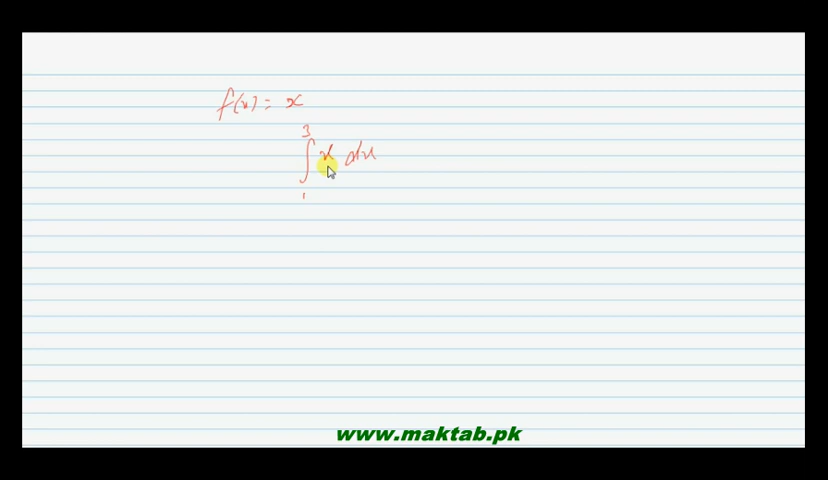 f(x) = x
3
∫ x dx
1
www.maktab.pk